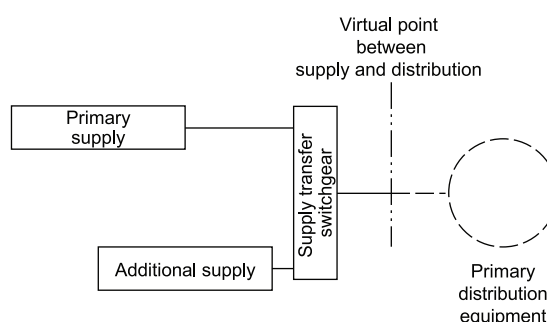 Virtual point
between
supply and distribution
Primary
supply
Supply transfer
switchgear
Additional supply
Primary
distribution
equipment